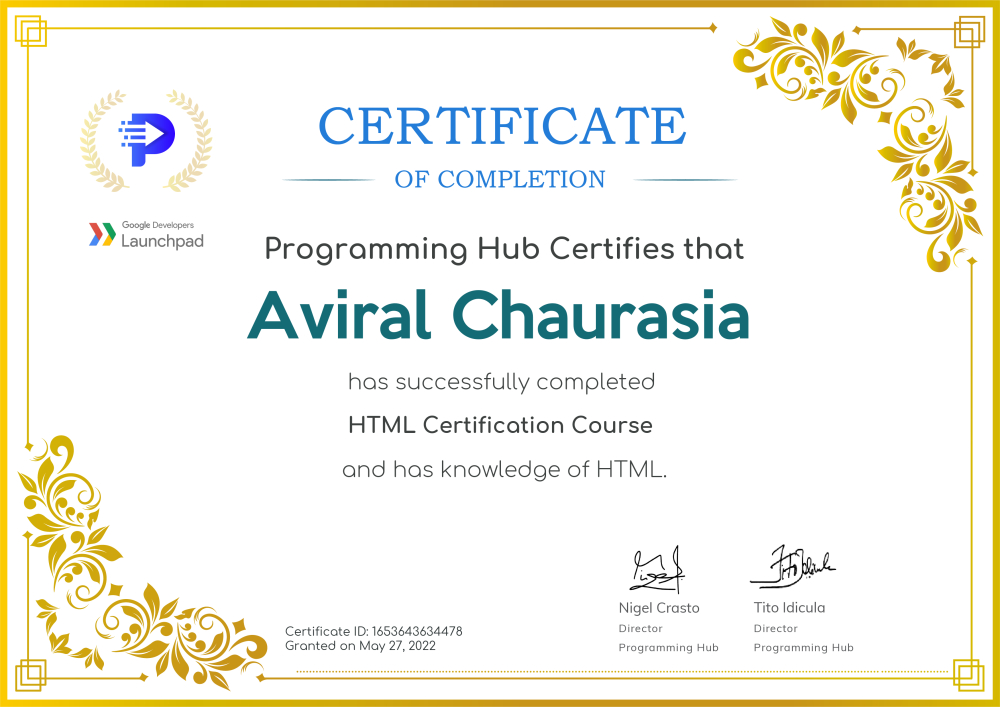 CERTIFICATE
OF COMPLETION
Google Developers
Launchpad
Programming Hub Certifies that
Aviral Chaurasia
has successfully completed
HTML Certification Course
and has knowledge of HTML.
Nigel Crasto
Director
Programming Hub
Tito Idicula
Director
Programming Hub
Certificate ID: 1653643634478
Granted on May 27, 2022